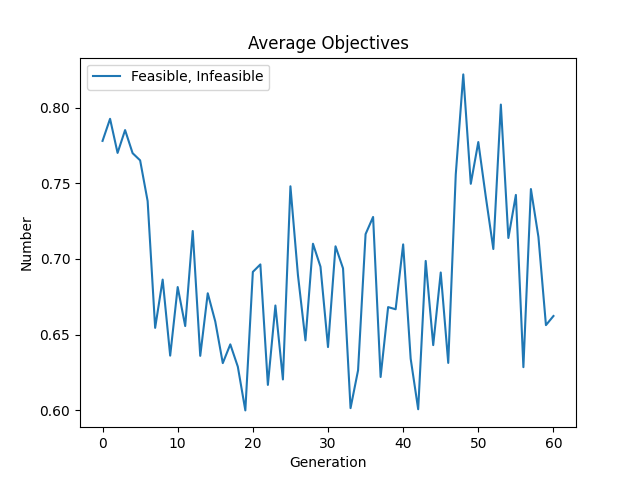 Average Objectives
Feasible, Infeasible
0.80
0.75
0.70
0.65
0.60
Number
0 10 20 30 40 50 60
Generation